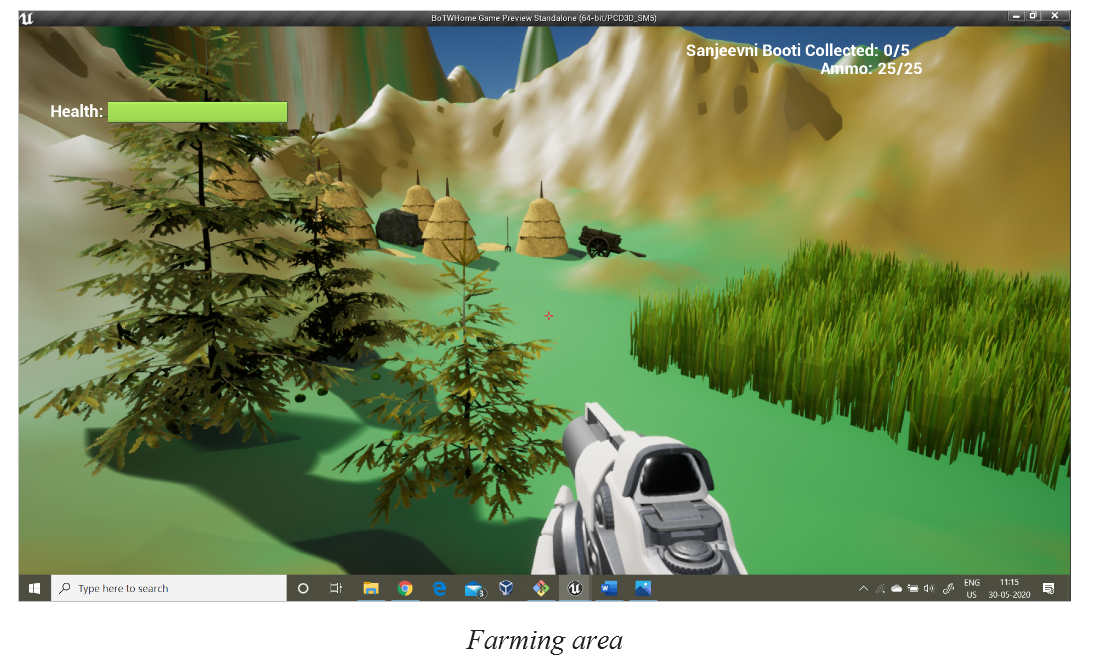 BoTWHome Game Preview Standalone (64-bit/PCD3D_SM5)
Sanjeevni Booti Collected: 0/5
Ammo: 25/25
Health:
Type here to search
3
ENG
US
11:15
30-05-2020
Farming area